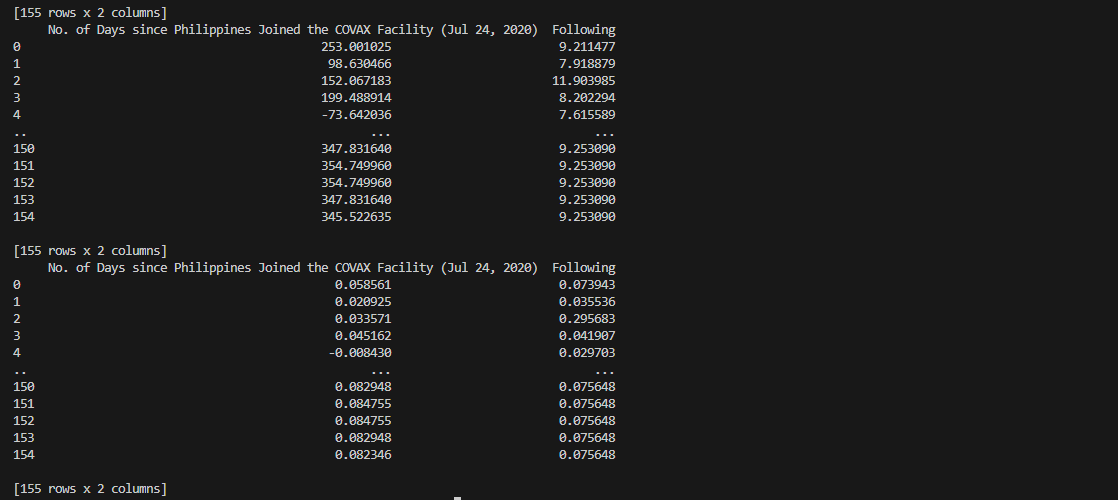 [155 rows x 2 columns]
     No. of Days since Philippines Joined the COVAX Facility (Jul 24, 2020)  Following
0                                           253.001025                        9.211477
1                                            98.630466                        7.918879
2                                           152.067183                       11.903985
3                                           199.488914                        8.202294
4                                           -73.642036                        7.615589
..                                                 ...                             ...
150                                         347.831640                        9.253090
151                                         354.749960                        9.253090
152                                         354.749960                        9.253090
153                                         347.831640                        9.253090
154                                         345.522635                        9.253090
[155 rows x 2 columns]
     No. of Days since Philippines Joined the COVAX Facility (Jul 24, 2020)  Following
0                                             0.058561                        0.073943
1                                             0.020925                        0.035536
2                                             0.033571                        0.295683
3                                             0.045162                        0.041907
4                                            -0.008430                        0.029703
..                                                 ...                             ...
150                                           0.082948                        0.075648
151                                           0.084755                        0.075648
152                                           0.084755                        0.075648
153                                           0.082948                        0.075648
154                                           0.082346                        0.075648
[155 rows x 2 columns]